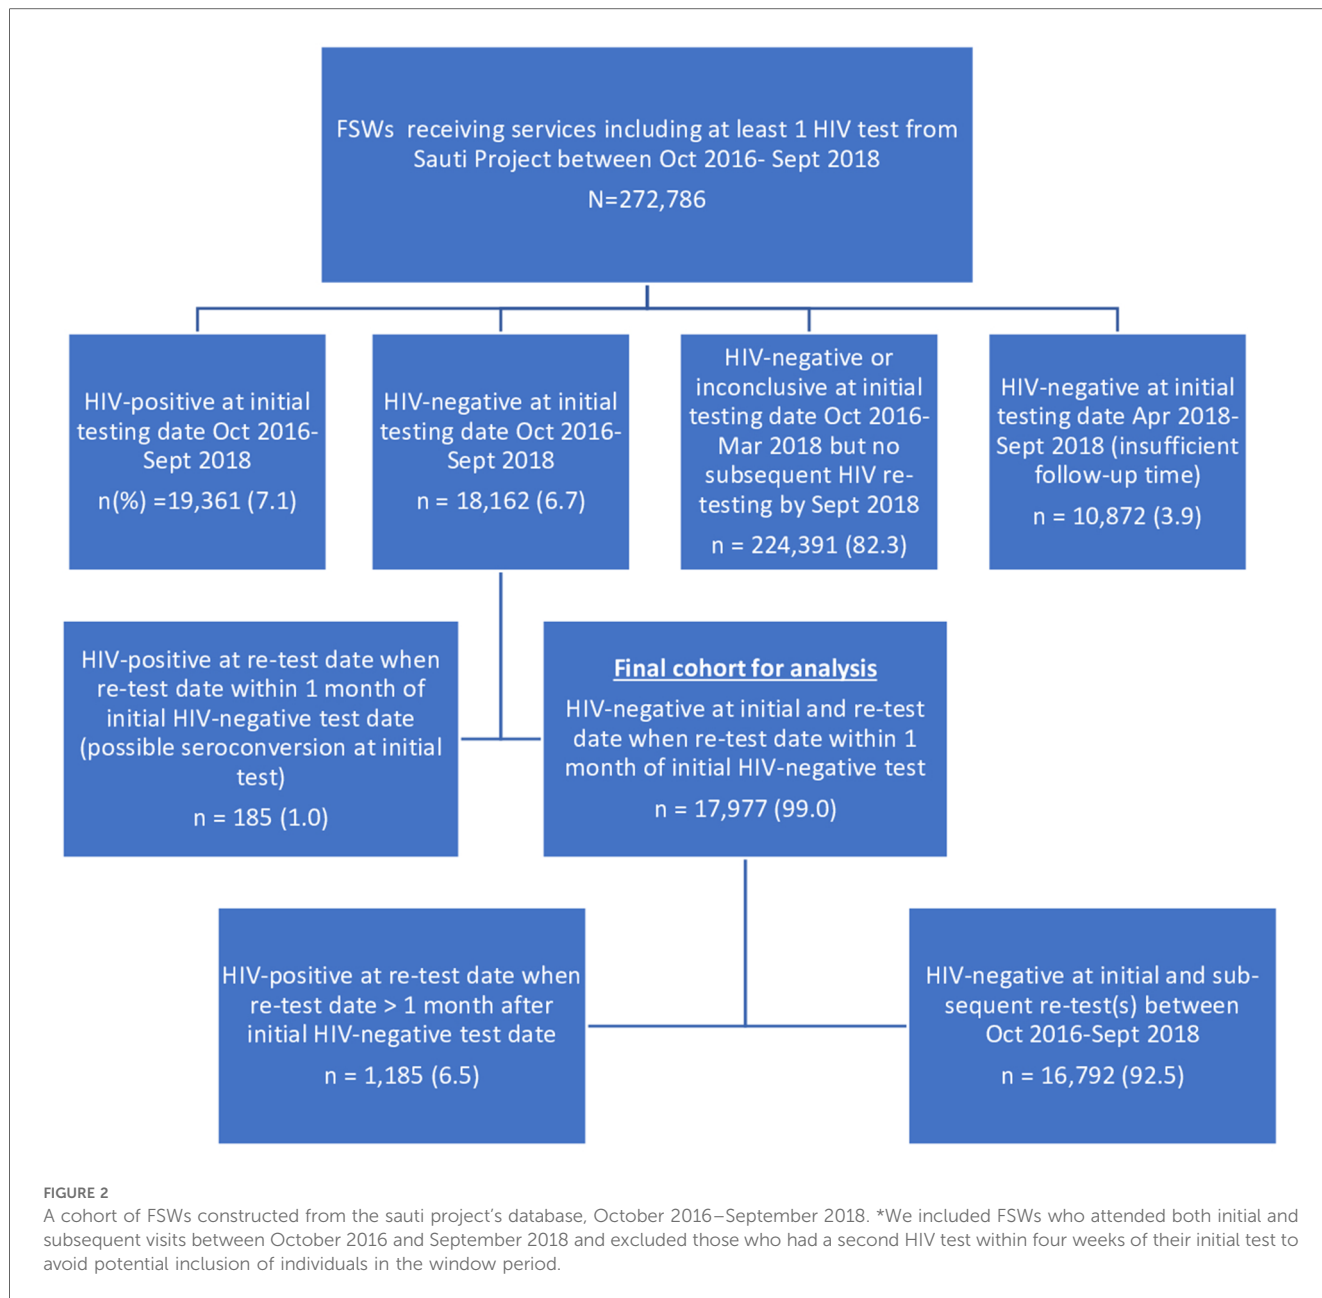 FSWs receiving services including at least 1 HIV test from
Sauti Project between Oct 2016- Sept 2018
N=272,786
HIV-positive at initial
testing date Oct 2016-
Sept 2018
n(%) =19,361 (7.1)
HIV-negative at initial
testing date Oct 2016-
Sept 2018
n = 18,162 (6.7)
HIV-negative or
inconclusive at initial
testing date Oct 2016-
Mar 2018 but no
subsequent HIV re-
testing by Sept 2018
n = 224,391 (82.3)
HIV-negative at initial
testing date Apr 2018-
Sept 2018 (insufficient
follow-up time)
n = 10,872 (3.9)
HIV-positive at re-test date when
re-test date within 1 month of
initial HIV-negative test date
(possible seroconversion at initial
test)
n = 185 (1.0)
Final cohort for analysis
HIV-negative at initial and re-test
date when re-test date within 1
month of initial HIV-negative test
n = 17,977 (99.0)
HIV-positive at re-test date when
re-test date > 1 month after
initial HIV-negative test date
n = 1,185 (6.5)
HIV-negative at initial and sub-
sequent re-test(s) between
Oct 2016-Sept 2018
n = 16,792 (92.5)
FIGURE 2
A cohort of FSWs constructed from the sauti project's database, October 2016–September 2018. *We included FSWs who attended both initial and
subsequent visits between October 2016 and September 2018 and excluded those who had a second HIV test within four weeks of their initial test to
avoid potential inclusion of individuals in the window period.